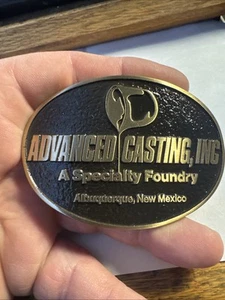 ADVANCED CASTING, INC
A Specialty Foundry
Albuquerque, New Mexico